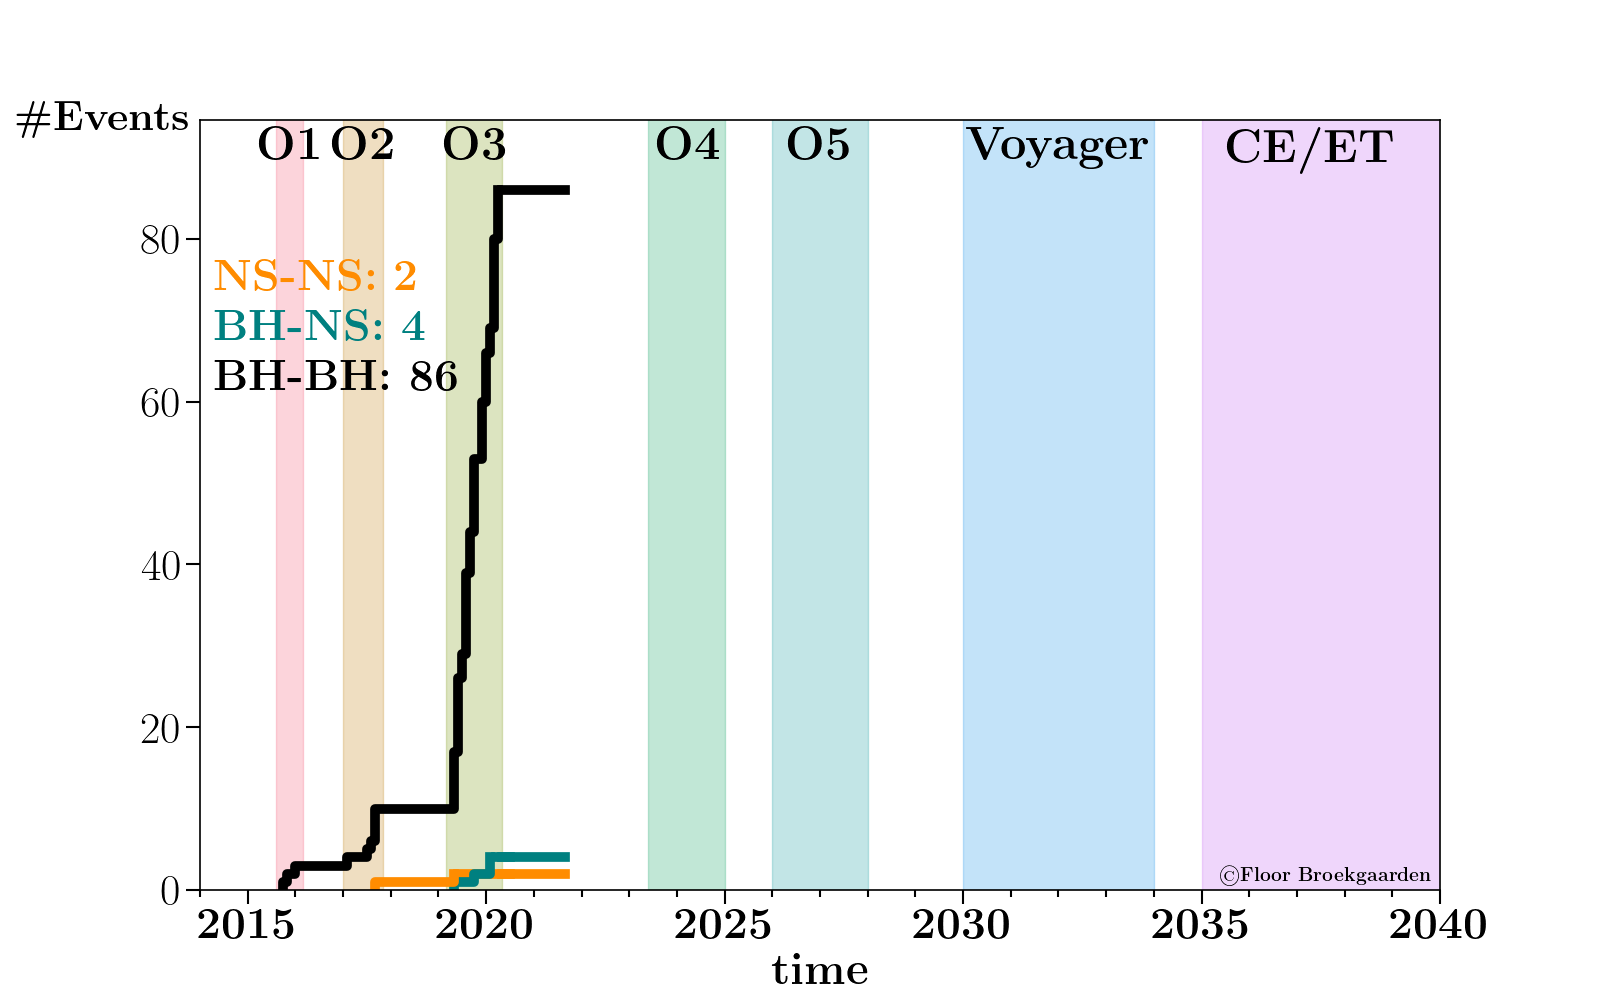 #Events
O1 O2 O3 O4 O5 Voyager CE/ET
80
NS-NS: 2
BH-NS: 4
BH-BH: 86
60
40
20
0
©Floor Broekgaarden
2015 2020 2025 2030 2035 2040
time